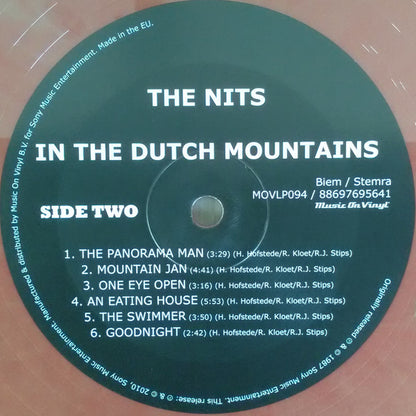 THE NITS
IN THE DUTCH MOUNTAINS
Biem / Stemra
MOVLP094 / 88697695641
Music On Vinyl
SIDE TWO
1. THE PANORAMA MAN (3:29) (H. Hofstede/R. Kloet/R.J. Stips)
2. MOUNTAIN JAN (4:41) (H. Hofstede/R. Kloet/R.J. Stips)
3. ONE EYE OPEN (3:16) (H. Hofstede/R. Kloet/R.J. Stips)
4. AN EATING HOUSE (5:53) (H. Hofstede/R. Kloet/R.J. Stips)
5. THE SWIMMER (3:50) (H. Hofstede/R. Kloet/R.J. Stips)
6. GOODNIGHT (2:42) (H. Hofstede/R. Kloet/R.J. Stips)
Originally released ℗ & © 1987 Sony Music Entertainment. This release: ℗ & © 2010, Sony Music Entertainment. Manufactured & distributed by Music On Vinyl B.V. for Sony Music Entertainment. Made in the EU.